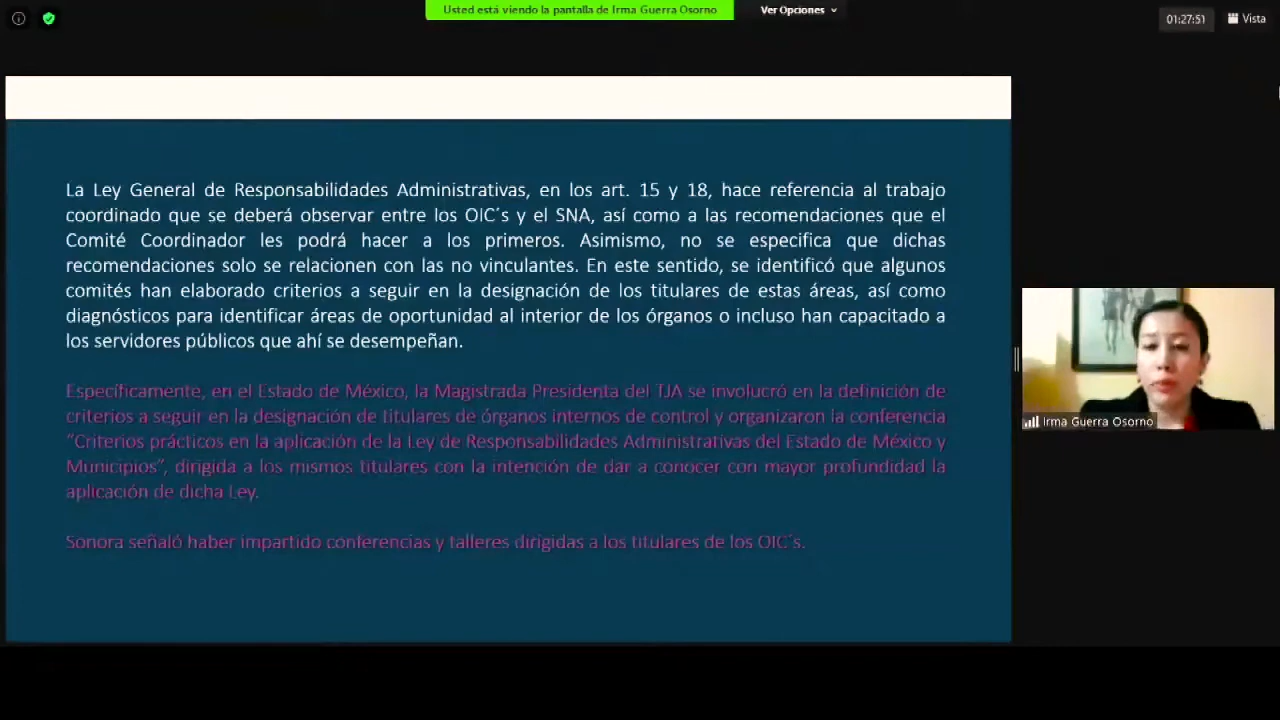 Usted está viendo la pantalla de Irma Guerra Osorno
Ver Opciones
01:27:51
Vista
La Ley General de Responsabilidades Administrativas, en los art. 15 y 18, hace referencia al trabajo
coordinado que se deberá observar entre los OIC´s y el SNA, así como a las recomendaciones que el
Comité Coordinador les podrá hacer a los primeros. Asimismo, no se especifica que dichas
recomendaciones solo se relacionen con las no vinculantes. En este sentido, se identificó que algunos
comités han elaborado criterios a seguir en la designación de los titulares de estas áreas, así como
diagnósticos para identificar áreas de oportunidad al interior de los órganos o incluso han capacitado a
los servidores públicos que ahí se desempeñan.
Específicamente, en el Estado de México, la Magistrada Presidenta del TJA se involucró en la definición de
criterios a seguir en la designación de titulares de órganos internos de control y organizaron la conferencia
“Criterios prácticos en la aplicación de la Ley de Responsabilidades Administrativas del Estado de México y
Municipios”, dirigida a los mismos titulares con la intención de dar a conocer con mayor profundidad la
aplicación de dicha Ley.
Sonora señaló haber impartido conferencias y talleres dirigidas a los titulares de los OIC´s.
Irma Guerra Osorno